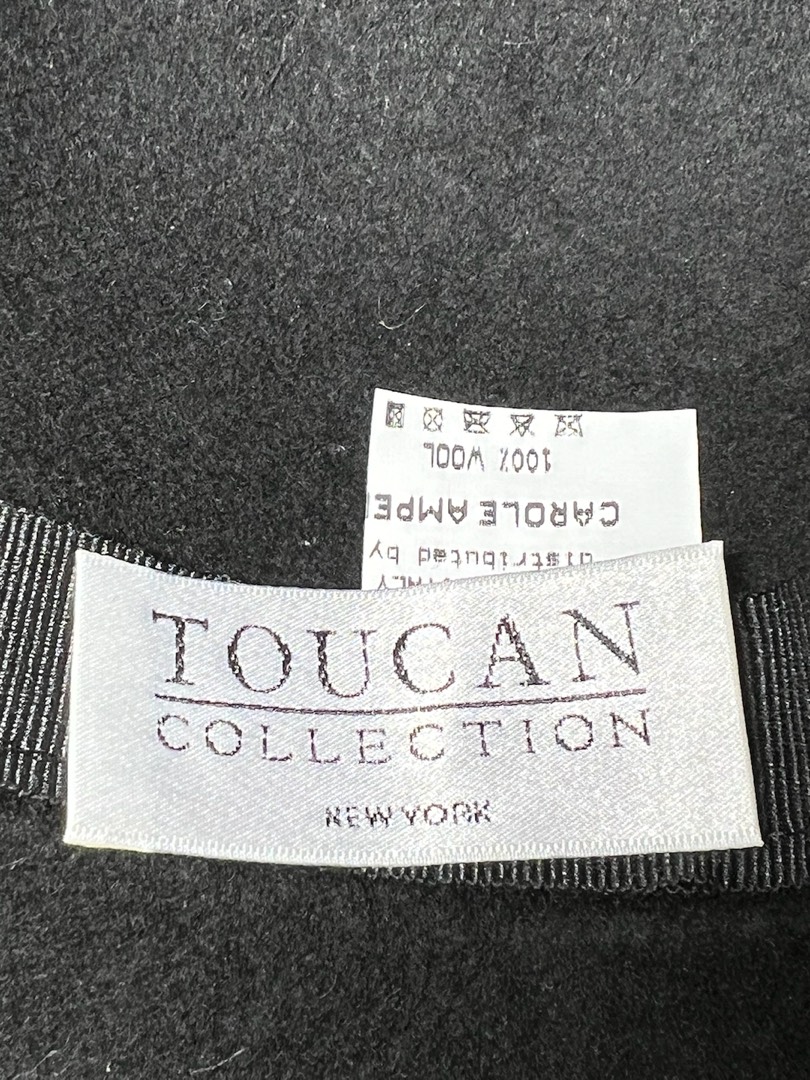 TOUCAN
COLLECTION
NEW YORK
distributed by
CAROLE AMPE
100% WOOL